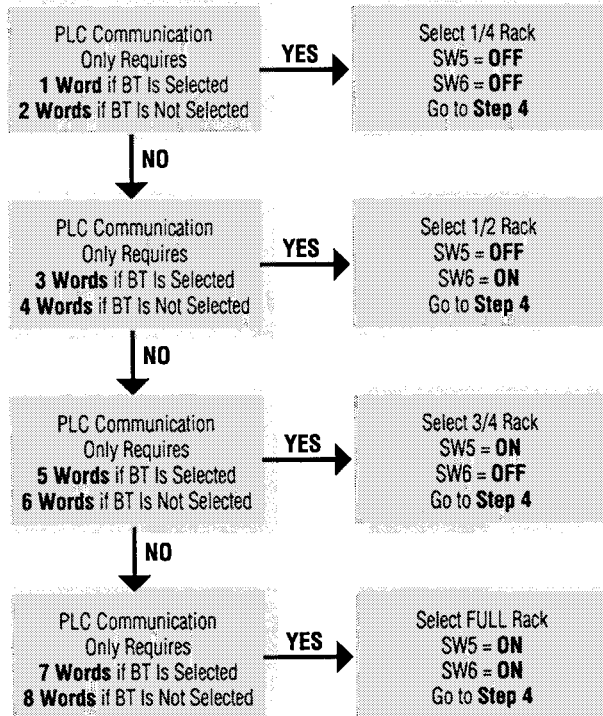 PLC Communication
Only Requires
1 Word if BT Is Selected
2 Words if BT Is Not Selected
YES
Select 1/4 Rack
SW5 = OFF
SW6 = OFF
Go to Step 4
NO
PLC Communication
Only Requires
3 Words if BT Is Selected
4 Words if BT Is Not Selected
YES
Select 1/2 Rack
SW5 = OFF
SW6 = ON
Go to Step 4
NO
PLC Communication
Only Requires
5 Words if BT Is Selected
6 Words if BT Is Not Selected
YES
Select 3/4 Rack
SW5 = ON
SW6 = OFF
Go to Step 4
NO
PLC Communication
Only Requires
7 Words if BT Is Selected
8 Words if BT Is Not Selected
YES
Select FULL Rack
SW5 = ON
SW6 = ON
Go to Step 4